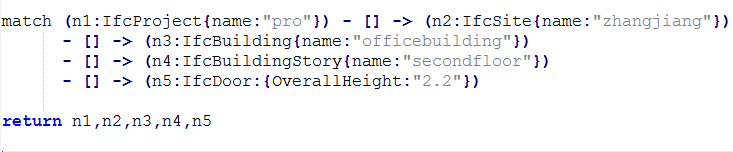 match (n1:IfcProject{name:"pro"}) - [] -> (n2:IfcSite{name:"zhangjiang"})
- [] -> (n3:IfcBuilding{name:"officebuilding"})
- [] -> (n4:IfcBuildingStory{name:"secondfloor"})
- [] -> (n5:IfcDoor:{OverallHeight:"2.2"})
return n1,n2,n3,n4,n5